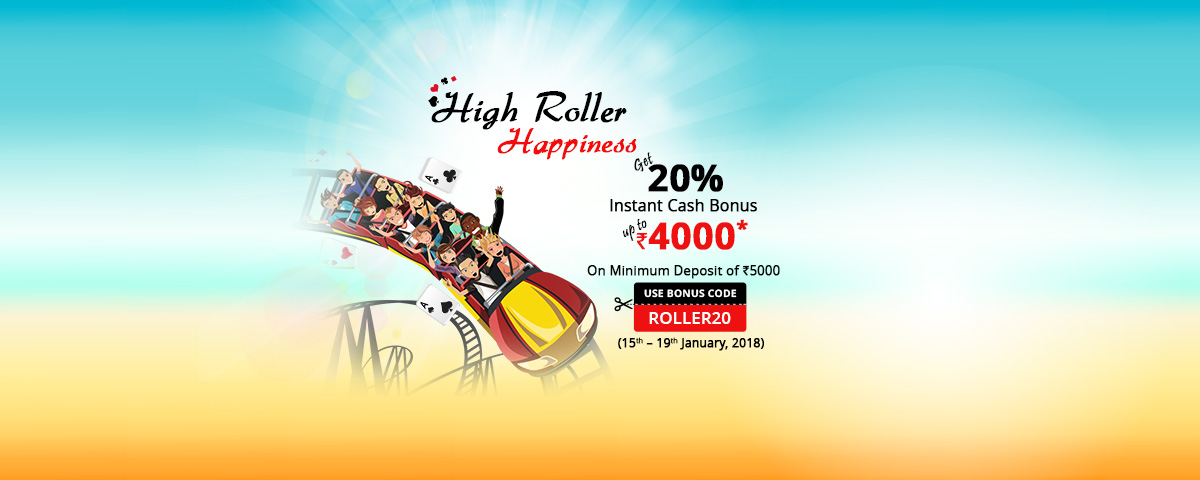 High Roller
Happiness
Get
20%
Instant Cash Bonus
up to
₹4000*
On Minimum Deposit of ₹5000
USE BONUS CODE
ROLLER20
(15th – 19th January, 2018)
A
A